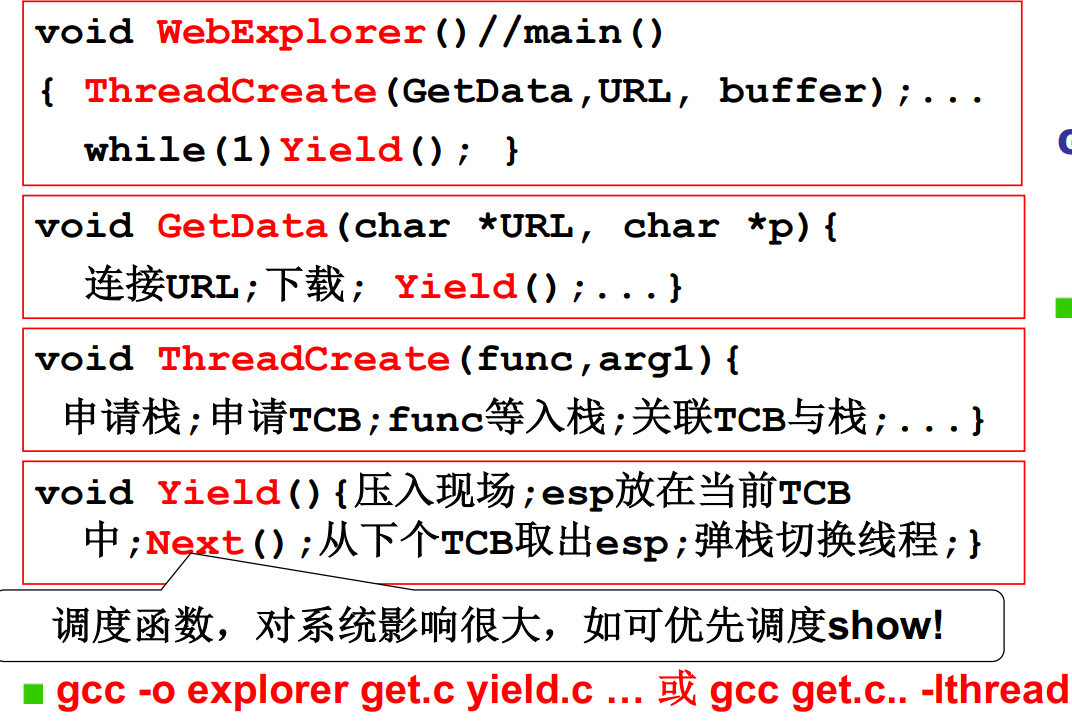 void WebExplorer()//main()
{ ThreadCreate(GetData,URL, buffer);...
while(1)Yield(); }
void GetData(char *URL, char *p){
连接URL;下载; Yield();...}
void ThreadCreate(func,arg1){
申请栈;申请TCB;func等入栈;关联TCB与栈;...}
void Yield(){压入现场;esp放在当前TCB
中;Next();从下个TCB取出esp;弹栈切换线程;}
调度函数，对系统影响很大，如可优先调度show!
gcc -o explorer get.c yield.c … 或 gcc get.c.. -lthread